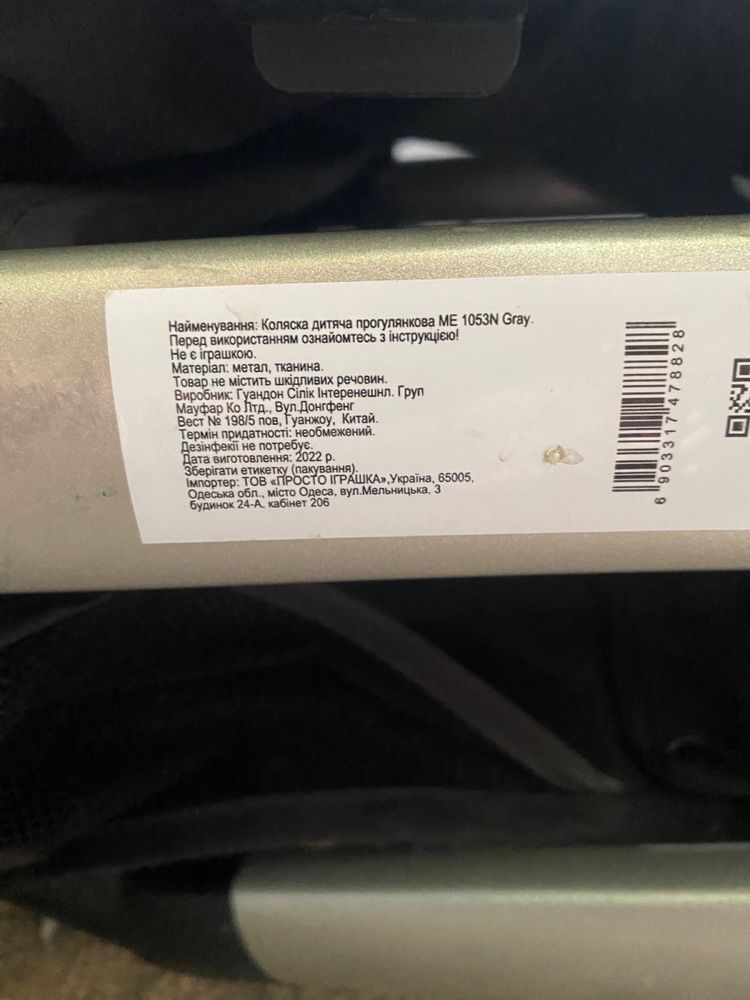 Найменування: Коляска дитяча прогулянкова ME 1053N Gray.
Перед використанням ознайомтесь з інструкцією!
Не є іграшкою.
Матеріал: метал, тканина.
Товар не містить шкідливих речовин.
Виробник: Гуандон Сілік Інтеренешнл. Груп
Мауфар Ко Лтд., Вул.Донгфенг
Вест № 198/5 пов, Гуанжоу, Китай.
Термін придатності: необмежений.
Дезінфекії не потребує.
Дата виготовлення: 2022 р.
Зберігати етикетку (пакування).
Імпортер: ТОВ «ПРОСТО ІГРАШКА»,Україна, 65005,
Одеська обл., місто Одеса, вул.Мельницька, 3
будинок 24-А. кабінет 206
6 903317 478828